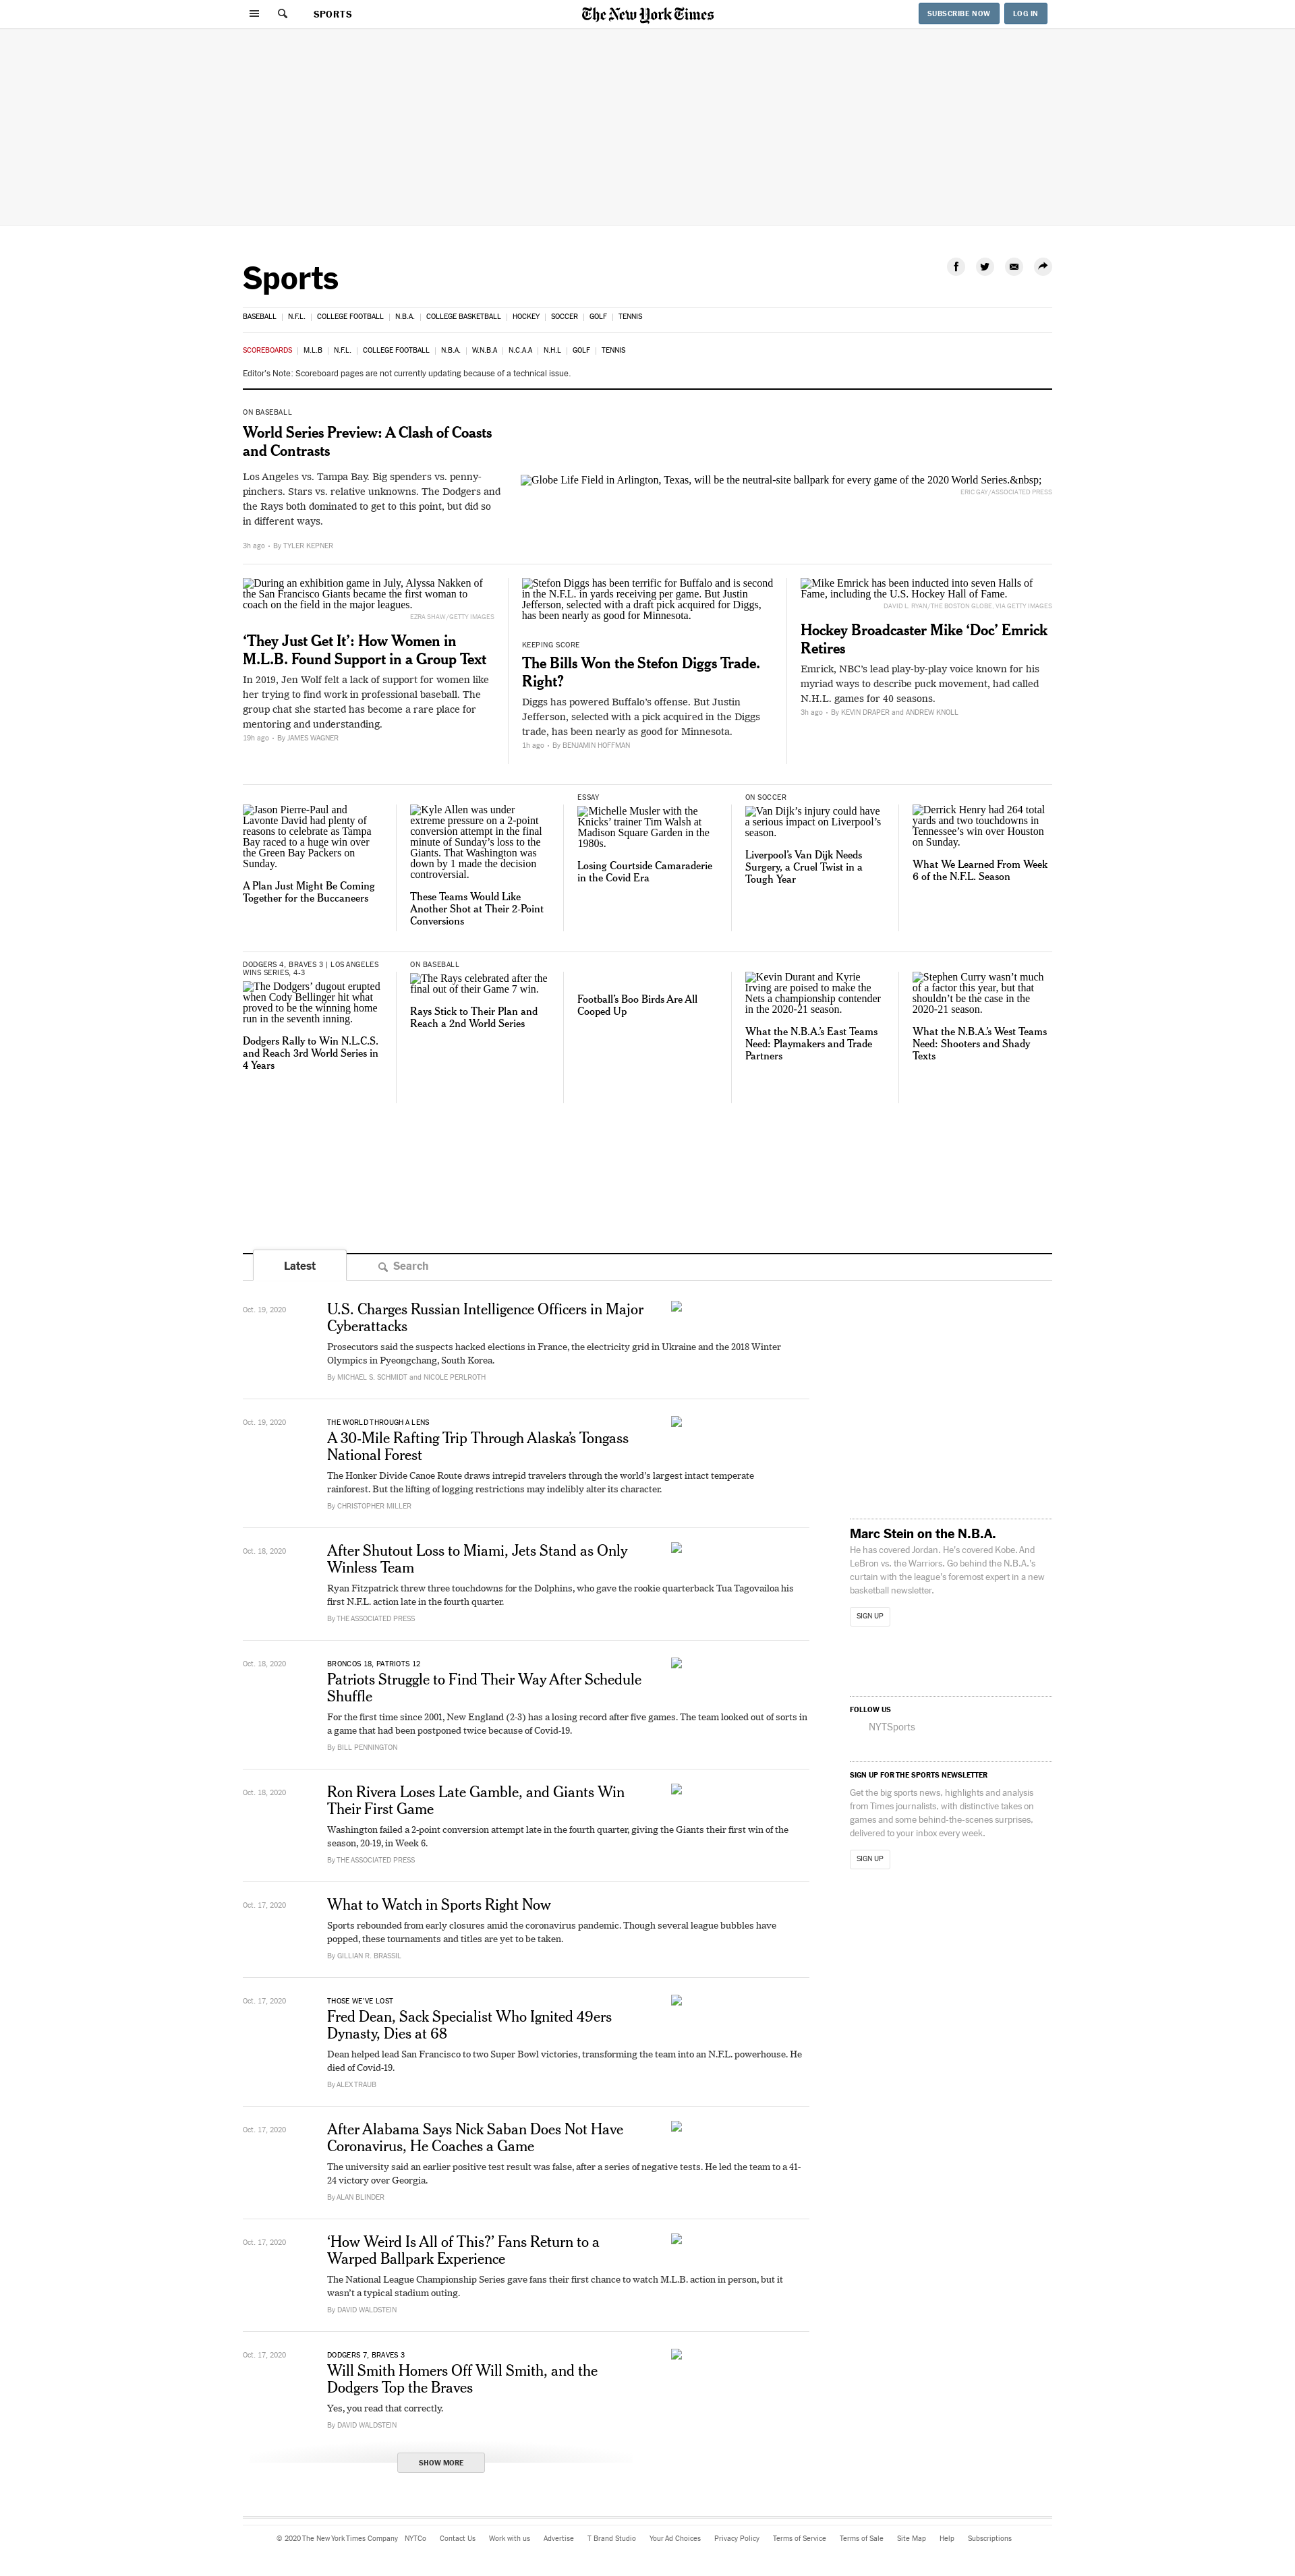 SPORTS
The New York Times
SUBSCRIBE NOW
LOG IN
Sports
BASEBALL | N.F.L. | COLLEGE FOOTBALL | N.B.A. | COLLEGE BASKETBALL | HOCKEY | SOCCER | GOLF | TENNIS
SCOREBOARDS | M.L.B | N.F.L. | COLLEGE FOOTBALL | N.B.A. | W.N.B.A | N.C.A.A | N.H.L | GOLF | TENNIS
Editor's Note: Scoreboard pages are not currently updating because of a technical issue.
ON BASEBALL
World Series Preview: A Clash of Coasts
and Contrasts
Los Angeles vs. Tampa Bay. Big spenders vs. penny-
pinchers. Stars vs. relative unknowns. The Dodgers and
the Rays both dominated to get to this point, but did so
in different ways.
3h ago • By TYLER KEPNER
Globe Life Field in Arlington, Texas, will be the neutral-site ballpark for every game of the 2020 World Series.&nbsp;
ERIC GAY/ASSOCIATED PRESS
During an exhibition game in July, Alyssa Nakken of
the San Francisco Giants became the first woman to
coach on the field in the major leagues.
EZRA SHAW/GETTY IMAGES
‘They Just Get It’: How Women in
M.L.B. Found Support in a Group Text
In 2019, Jen Wolf felt a lack of support for women like
her trying to find work in professional baseball. The
group chat she started has become a rare place for
mentoring and understanding.
19h ago • By JAMES WAGNER
Stefon Diggs has been terrific for Buffalo and is second
in the N.F.L. in yards receiving per game. But Justin
Jefferson, selected with a draft pick acquired for Diggs,
has been nearly as good for Minnesota.
KEEPING SCORE
The Bills Won the Stefon Diggs Trade.
Right?
Diggs has powered Buffalo's offense. But Justin
Jefferson, selected with a pick acquired in the Diggs
trade, has been nearly as good for Minnesota.
1h ago • By BENJAMIN HOFFMAN
Mike Emrick has been inducted into seven Halls of
Fame, including the U.S. Hockey Hall of Fame.
DAVID L. RYAN/THE BOSTON GLOBE, VIA GETTY IMAGES
Hockey Broadcaster Mike ‘Doc’ Emrick
Retires
Emrick, NBC's lead play-by-play voice known for his
myriad ways to describe puck movement, had called
N.H.L. games for 40 seasons.
3h ago • By KEVIN DRAPER and ANDREW KNOLL
Jason Pierre-Paul and
Lavonte David had plenty of
reasons to celebrate as Tampa
Bay raced to a huge win over
the Green Bay Packers on
Sunday.
A Plan Just Might Be Coming
Together for the Buccaneers
Kyle Allen was under
extreme pressure on a 2-point
conversion attempt in the final
minute of Sunday’s loss to the
Giants. That Washington was
down by 1 made the decision
controversial.
These Teams Would Like
Another Shot at Their 2-Point
Conversions
ESSAY
Michelle Musler with the
Knicks’ trainer Tim Walsh at
Madison Square Garden in the
1980s.
Losing Courtside Camaraderie
in the Covid Era
ON SOCCER
Van Dijk’s injury could have
a serious impact on Liverpool’s
season.
Liverpool’s Van Dijk Needs
Surgery, a Cruel Twist in a
Tough Year
Derrick Henry had 264 total
yards and two touchdowns in
Tennessee’s win over Houston
on Sunday.
What We Learned From Week
6 of the N.F.L. Season
DODGERS 4, BRAVES 3 | LOS ANGELES
WINS SERIES, 4-3
The Dodgers’ dugout erupted
when Cody Bellinger hit what
proved to be the winning home
run in the seventh inning.
Dodgers Rally to Win N.L.C.S.
and Reach 3rd World Series in
4 Years
ON BASEBALL
The Rays celebrated after the
final out of their Game 7 win.
Rays Stick to Their Plan and
Reach a 2nd World Series
Football’s Boo Birds Are All
Cooped Up
Kevin Durant and Kyrie
Irving are poised to make the
Nets a championship contender
in the 2020-21 season.
What the N.B.A.’s East Teams
Need: Playmakers and Trade
Partners
Stephen Curry wasn’t much
of a factor this year, but that
shouldn’t be the case in the
2020-21 season.
What the N.B.A.’s West Teams
Need: Shooters and Shady
Texts
Latest
Search
Oct. 19, 2020
U.S. Charges Russian Intelligence Officers in Major
Cyberattacks
Prosecutors said the suspects hacked elections in France, the electricity grid in Ukraine and the 2018 Winter
Olympics in Pyeongchang, South Korea.
By MICHAEL S. SCHMIDT and NICOLE PERLROTH
Oct. 19, 2020
THE WORLD THROUGH A LENS
A 30-Mile Rafting Trip Through Alaska’s Tongass
National Forest
The Honker Divide Canoe Route draws intrepid travelers through the world’s largest intact temperate
rainforest. But the lifting of logging restrictions may indelibly alter its character.
By CHRISTOPHER MILLER
Oct. 18, 2020
After Shutout Loss to Miami, Jets Stand as Only
Winless Team
Ryan Fitzpatrick threw three touchdowns for the Dolphins, who gave the rookie quarterback Tua Tagovailoa his
first N.F.L. action late in the fourth quarter.
By THE ASSOCIATED PRESS
Oct. 18, 2020
BRONCOS 18, PATRIOTS 12
Patriots Struggle to Find Their Way After Schedule
Shuffle
For the first time since 2001, New England (2-3) has a losing record after five games. The team looked out of sorts in
a game that had been postponed twice because of Covid-19.
By BILL PENNINGTON
Oct. 18, 2020
Ron Rivera Loses Late Gamble, and Giants Win
Their First Game
Washington failed a 2-point conversion attempt late in the fourth quarter, giving the Giants their first win of the
season, 20-19, in Week 6.
By THE ASSOCIATED PRESS
Oct. 17, 2020
What to Watch in Sports Right Now
Sports rebounded from early closures amid the coronavirus pandemic. Though several league bubbles have
popped, these tournaments and titles are yet to be taken.
By GILLIAN R. BRASSIL
Oct. 17, 2020
THOSE WE’VE LOST
Fred Dean, Sack Specialist Who Ignited 49ers
Dynasty, Dies at 68
Dean helped lead San Francisco to two Super Bowl victories, transforming the team into an N.F.L. powerhouse. He
died of Covid-19.
By ALEX TRAUB
Oct. 17, 2020
After Alabama Says Nick Saban Does Not Have
Coronavirus, He Coaches a Game
The university said an earlier positive test result was false, after a series of negative tests. He led the team to a 41-
24 victory over Georgia.
By ALAN BLINDER
Oct. 17, 2020
‘How Weird Is All of This?’ Fans Return to a
Warped Ballpark Experience
The National League Championship Series gave fans their first chance to watch M.L.B. action in person, but it
wasn’t a typical stadium outing.
By DAVID WALDSTEIN
Oct. 17, 2020
DODGERS 7, BRAVES 3
Will Smith Homers Off Will Smith, and the
Dodgers Top the Braves
Yes, you read that correctly.
By DAVID WALDSTEIN
SHOW MORE
Marc Stein on the N.B.A.
He has covered Jordan. He’s covered Kobe. And
LeBron vs. the Warriors. Go behind the N.B.A.’s
curtain with the league’s foremost expert in a new
basketball newsletter.
SIGN UP
FOLLOW US
NYTSports
SIGN UP FOR THE SPORTS NEWSLETTER
Get the big sports news, highlights and analysis
from Times journalists, with distinctive takes on
games and some behind-the-scenes surprises,
delivered to your inbox every week.
SIGN UP
© 2020 The New York Times Company NYTCo Contact Us Work with us Advertise T Brand Studio Your Ad Choices Privacy Policy Terms of Service Terms of Sale Site Map Help Subscriptions